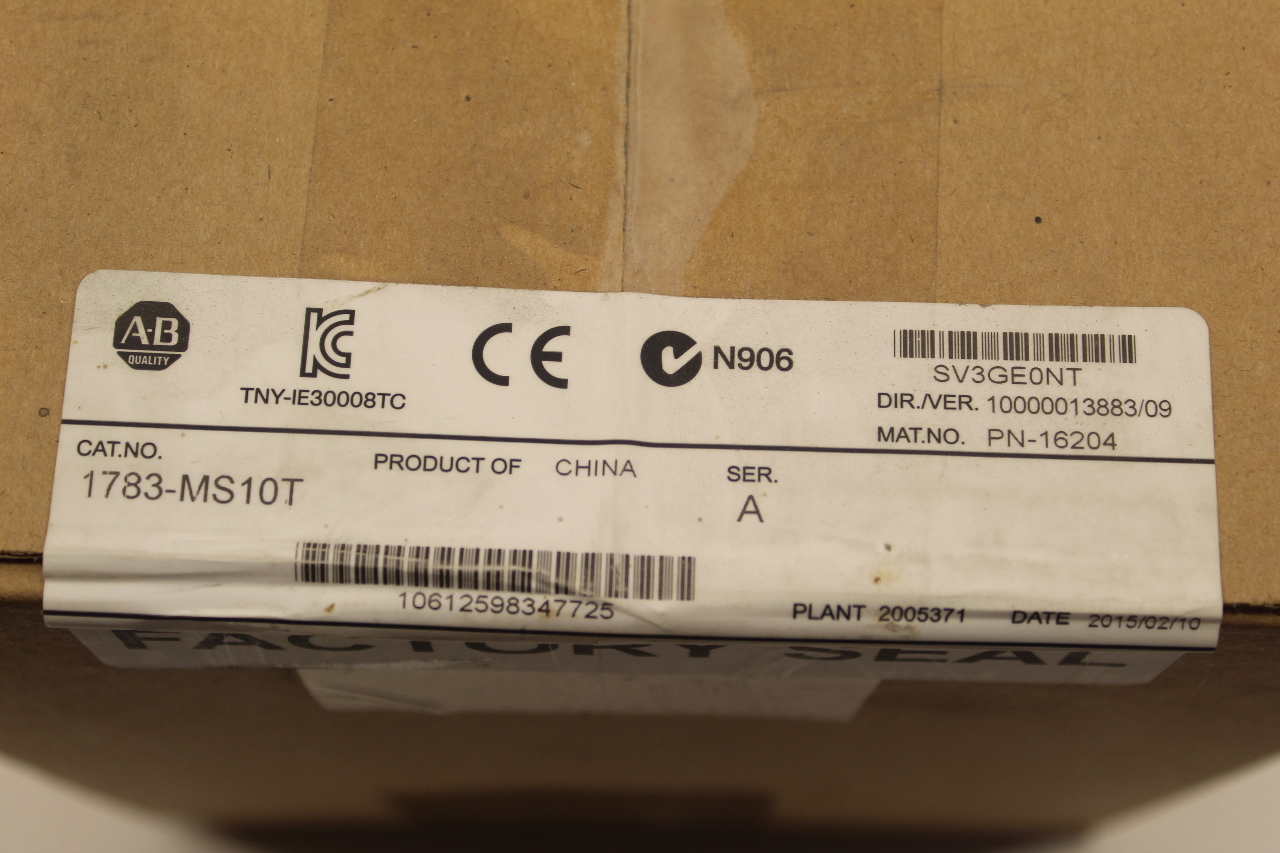 A·B
QUALITY
TNY-IE30008TC
CE
N906
SV3GE0NT
DIR./VER. 10000013883/09
MAT.NO. PN-16204
CAT.NO.
1783-MS10T
PRODUCT OF CHINA
SER.
A
10612598347725
PLANT 2005371 DATE 2015/02/10
FACTORY SEAL